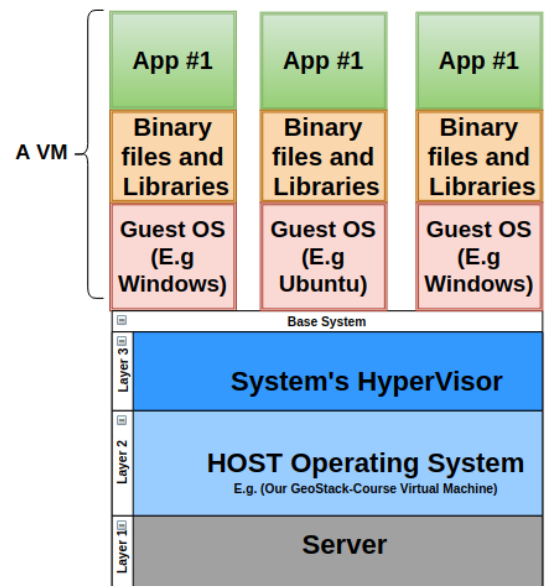 App #1
App #1
App #1
A VM
Binary
files and
Libraries
Binary
files and
Libraries
Binary
files and
Libraries
Guest OS
(E.g
Windows)
Guest OS
(E.g
Ubuntu)
Guest OS
(E.g
Windows)
Base System
Layer 3
System's HyperVisor
Layer 2
HOST Operating System
E.g. (Our GeoStack-Course Virtual Machine)
Layer 1
Server